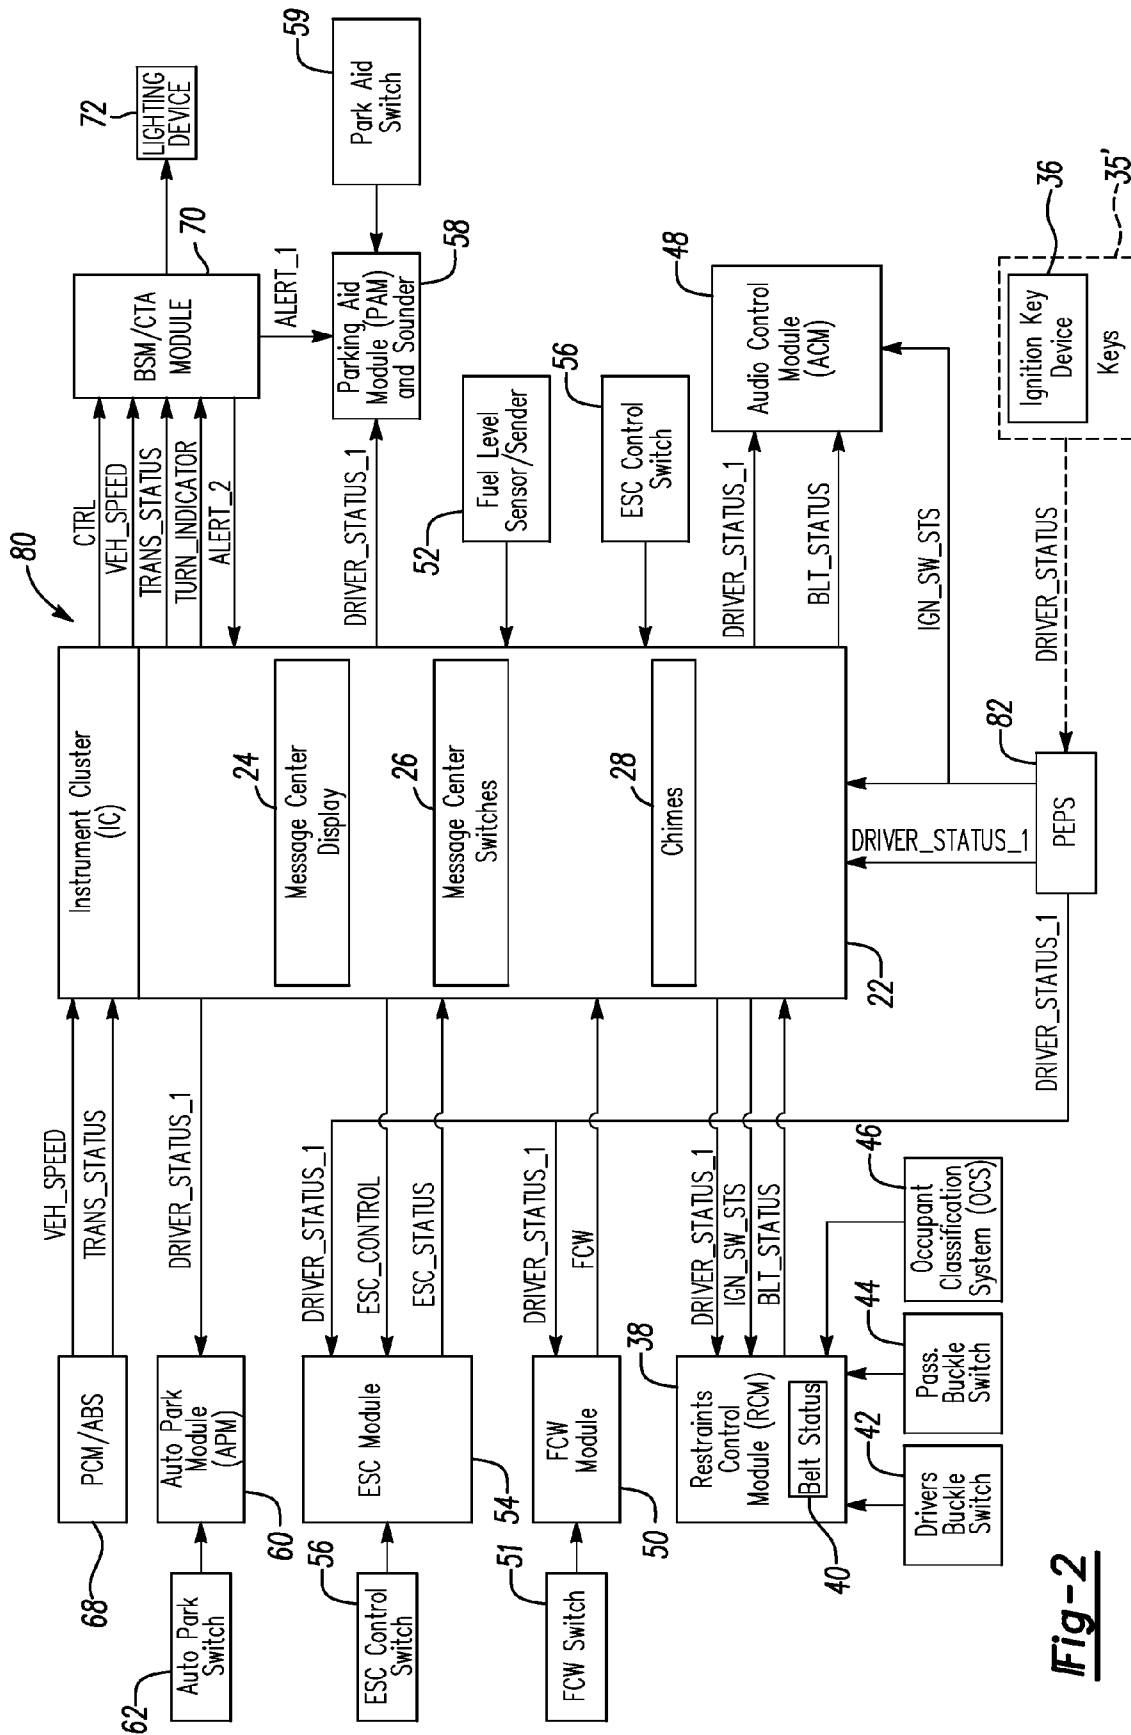 80
PCM/ABS
68
VEH_SPEED
TRANS_STATUS
Instrument Cluster
(IC)
CTRL
VEH_SPEED
TRANS_STATUS
TURN_INDICATOR
ALERT_2
BSM/CTA
MODULE
70
LIGHTING
DEVICE
72
ALERT_1
Auto Park
Switch
62
Auto Park
Module
(APM)
60
DRIVER_STATUS_1
Message Center
Display
24
DRIVER_STATUS_1
Parking Aid
Module (PAM)
and Sounder
58
Park Aid
Switch
59
ESC Control
Switch
56
ESC Module
54
DRIVER_STATUS_1
ESC_CONTROL
ESC_STATUS
Message Center
Switches
26
Fuel Level
Sensor/Sender
52
FCW Switch
51
FCW
Module
50
DRIVER_STATUS_1
FCW
ESC Control
Switch
56
Restraints
Control
Module (RCM)
38
Belt Status
40
DRIVER_STATUS_1
IGN_SW_STS
BLT_STATUS
Chimes
28
22
DRIVER_STATUS_1
BLT_STATUS
Audio Control
Module
(ACM)
48
IGN_SW_STS
Drivers
Buckle
Switch
42
Pass.
Buckle
Switch
44
Occupant
Classification
System (OCS)
46
DRIVER_STATUS_1
DRIVER_STATUS_1
PEPS
82
DRIVER_STATUS
Ignition Key
Device
36
Keys
35'
Fig-2